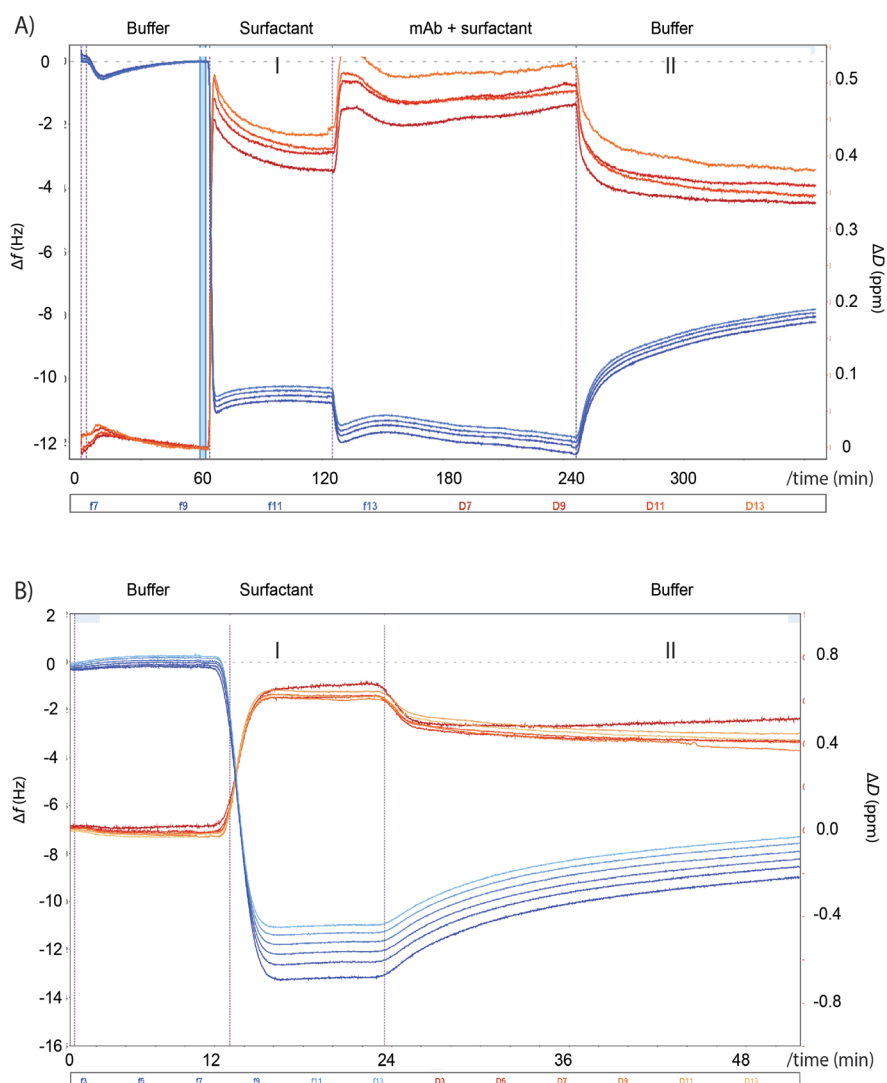 A)
Buffer Surfactant mAb + surfactant Buffer
I II
0
-2
-4
-6
-8
-10
-12
Δf (Hz)
0.5
0.4
0.3
0.2
0.1
0
ΔD (ppm)
0 60 120 180 240 300 /time (min)
f7 f9 f11 f13 D7 D9 D11 D13
B)
Buffer Surfactant Buffer
I II
2
0
-2
-4
-6
-8
-10
-12
-14
-16
Δf (Hz)
0.8
0.4
0.0
-0.4
-0.8
ΔD (ppm)
0 12 24 36 48 /time (min)
f3 f5 f7 f9 f11 f13 D3 D5 D7 D9 D11 D13